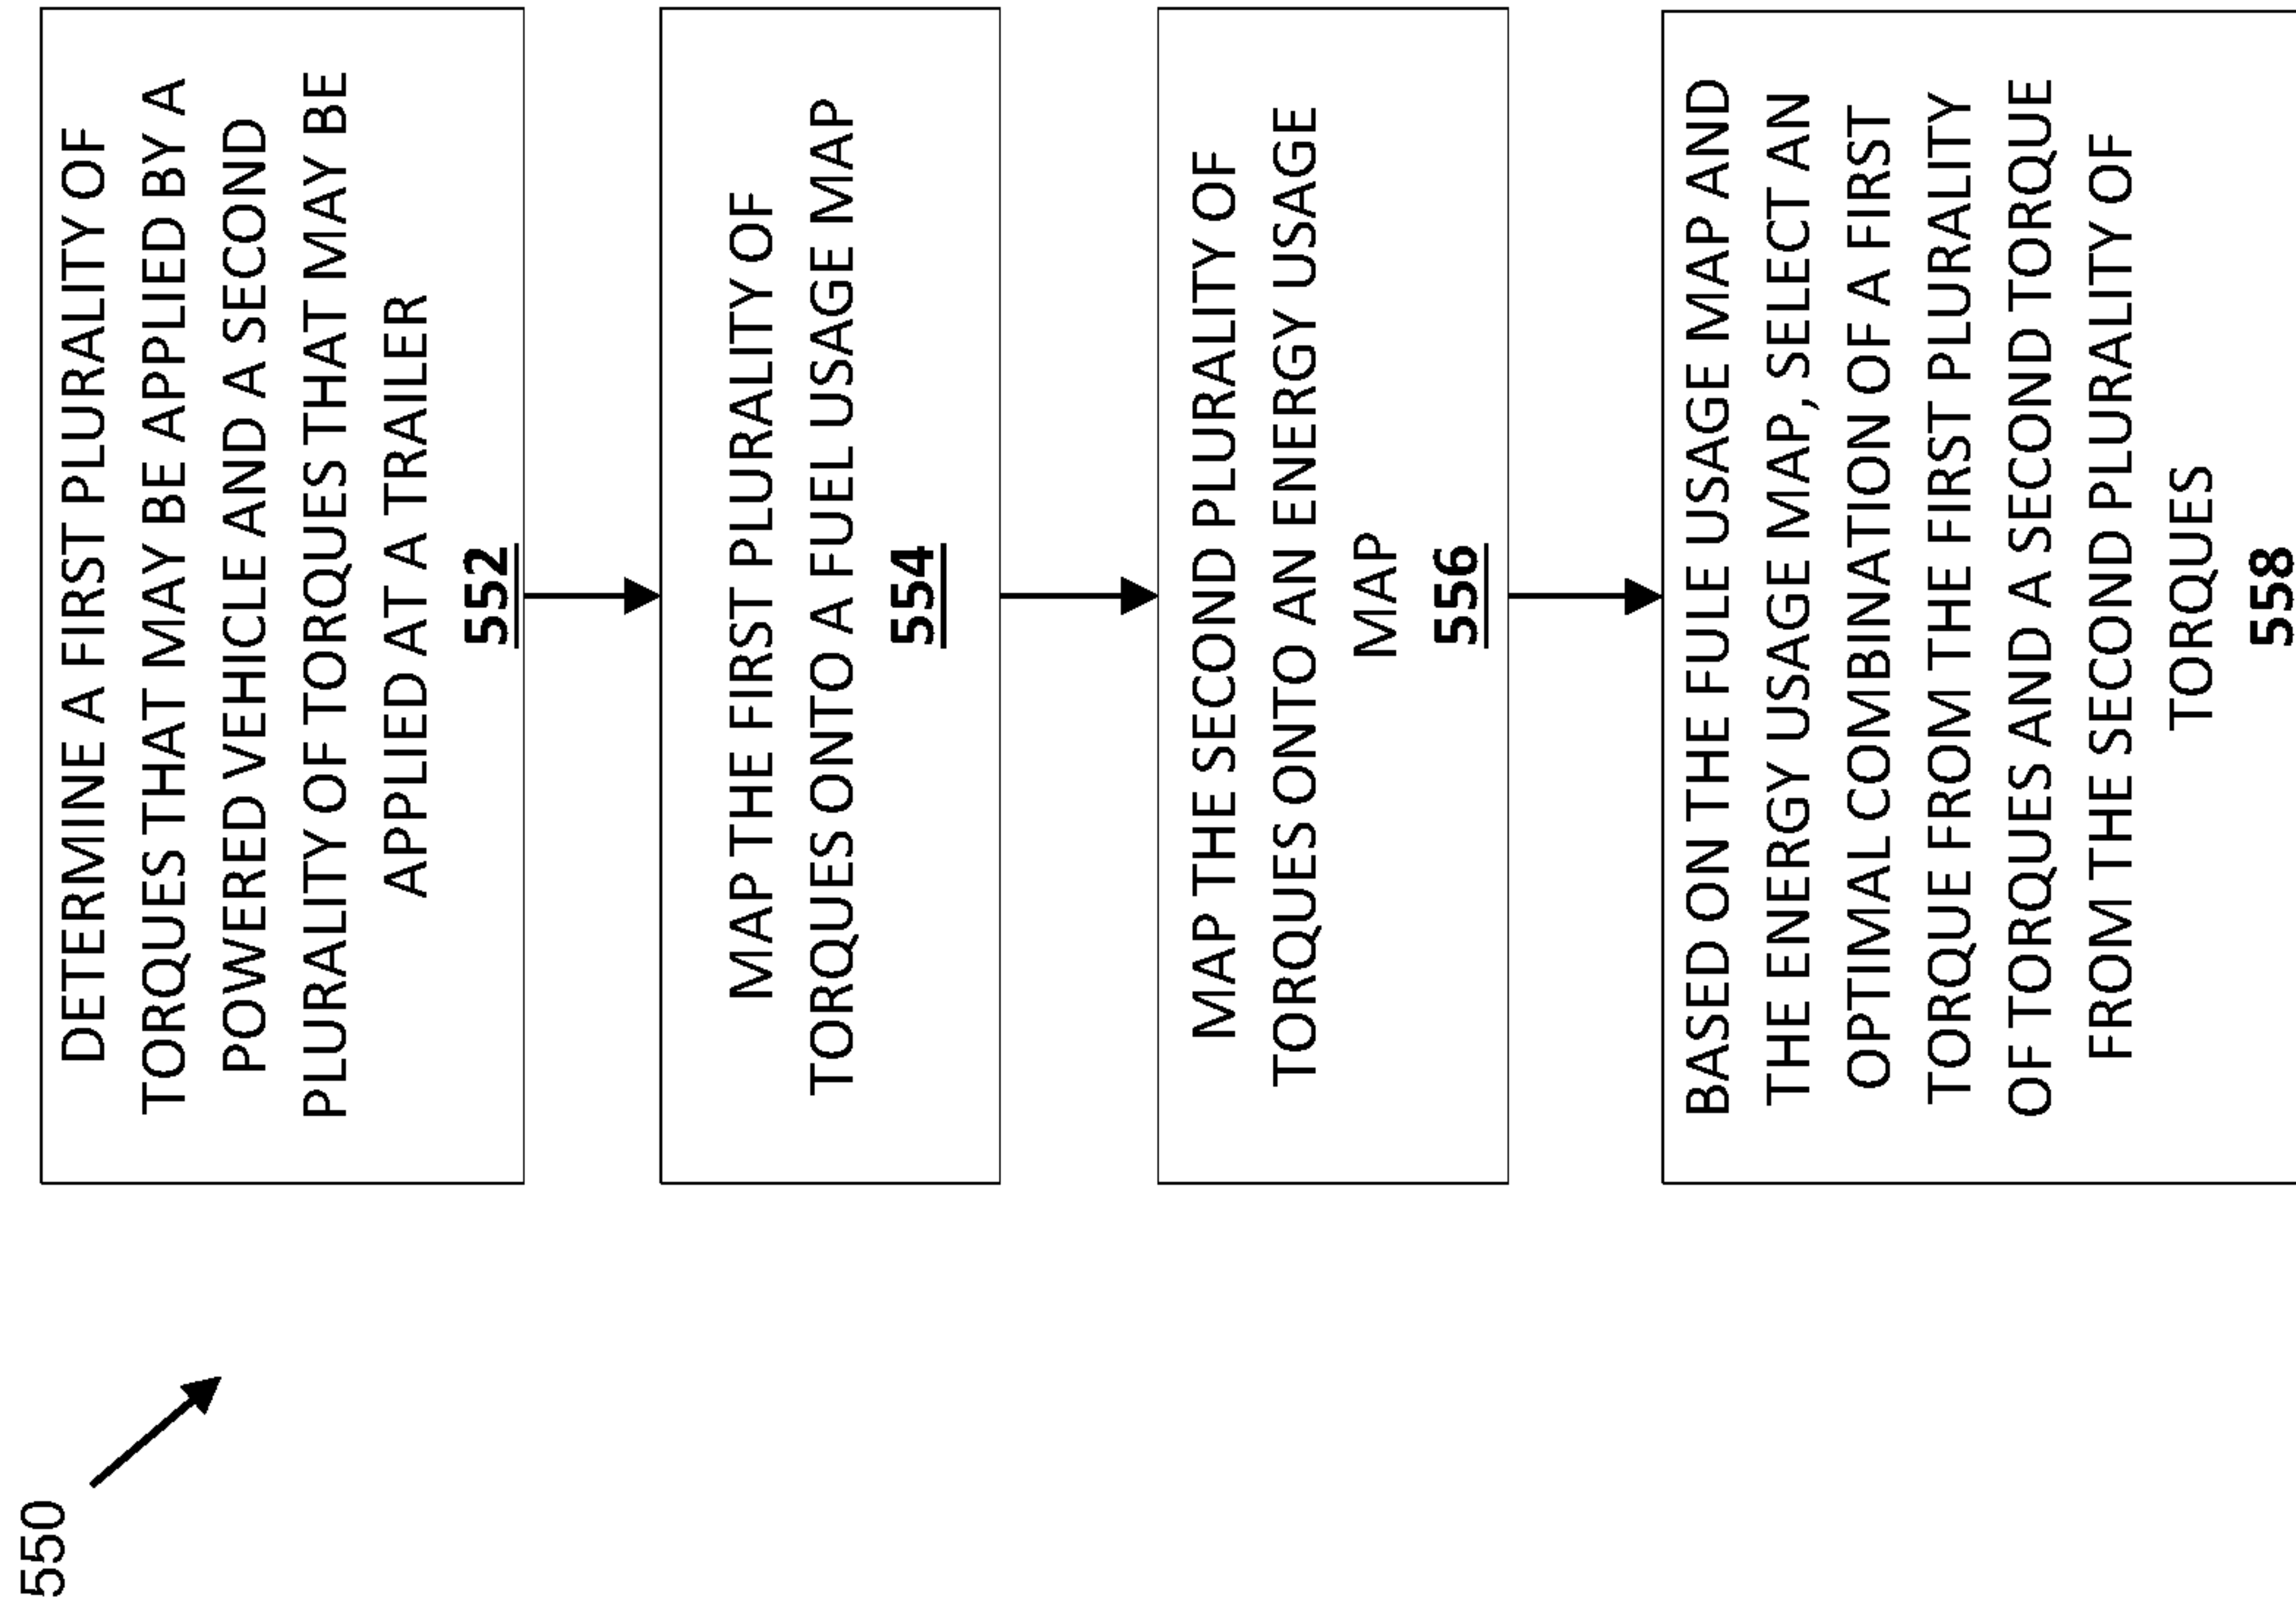 550
DETERMINE A FIRST PLURALITY OF
TORQUES THAT MAY BE APPLIED BY A
POWERED VEHICLE AND A SECOND
PLURALITY OF TORQUES THAT MAY BE
APPLIED AT A TRAILER
552
MAP THE FIRST PLURALITY OF
TORQUES ONTO A FUEL USAGE MAP
554
MAP THE SECOND PLURALITY OF
TORQUES ONTO AN ENERGY USAGE
MAP
556
BASED ON THE FULE USAGE MAP AND
THE ENERGY USAGE MAP, SELECT AN
OPTIMAL COMBINATION OF A FIRST
TORQUE FROM THE FIRST PLURALITY
OF TORQUES AND A SECOND TORQUE
FROM THE SECOND PLURALITY OF
TORQUES
558